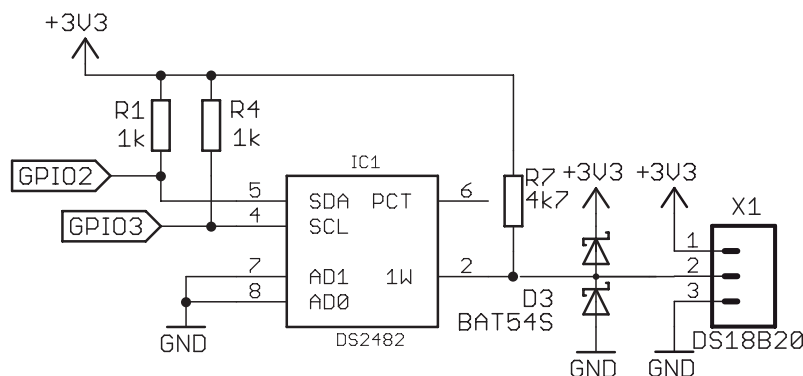 +3V3
R1
1k
R4
1k
GPIO2
GPIO3
IC1
5
4
7
8
SDA
SCL
AD1
AD0
PCT
1W
6
2
DS2482
GND
R7
4k7
+3V3
+3V3
D3
BAT54S
GND
GND
X1
1
2
3
DS18B20